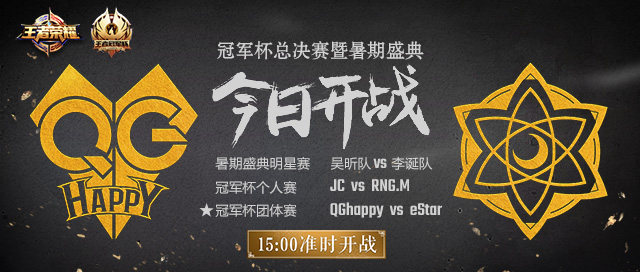 王者荣耀
冠军杯总决赛暨暑期盛典
今日开战
QG
HAPPY
暑期盛典明星赛 吴昕队 vs 李诞队
冠军杯个人赛 JC vs RNG.M
★冠军杯团体赛 QGhappy vs eStar
15:00准时开战